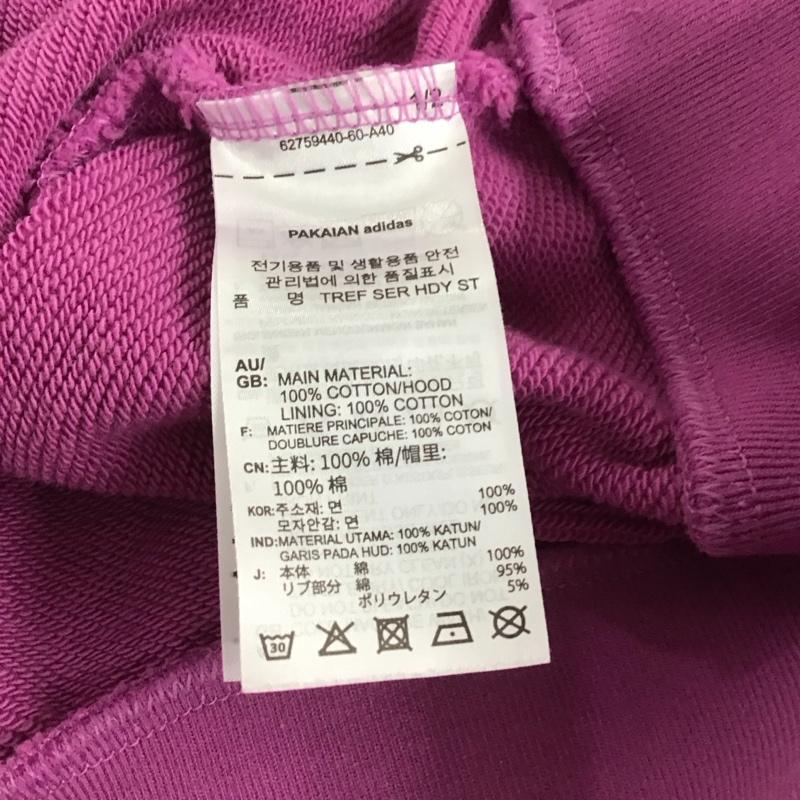 1/2
62759440-60-A40
PAKAIAN adidas
전기용품 및 생활용품 안전
관리법에 의한 품질표시
품 명 TREF SER HDY ST
AU/
GB: MAIN MATERIAL:
100% COTTON/HOOD
LINING: 100% COTTON
F: MATIERE PRINCIPALE: 100% COTON/
DOUBLURE CAPUCHE: 100% COTON
CN: 主料: 100% 棉/帽里:
100% 棉
KOR: 주소재: 면 100%
모자안감: 면 100%
IND: MATERIAL UTAMA: 100% KATUN/
GARIS PADA HUD: 100% KATUN
J: 本体 綿 100%
リブ部分 綿 95%
ポリウレタン 5%
30